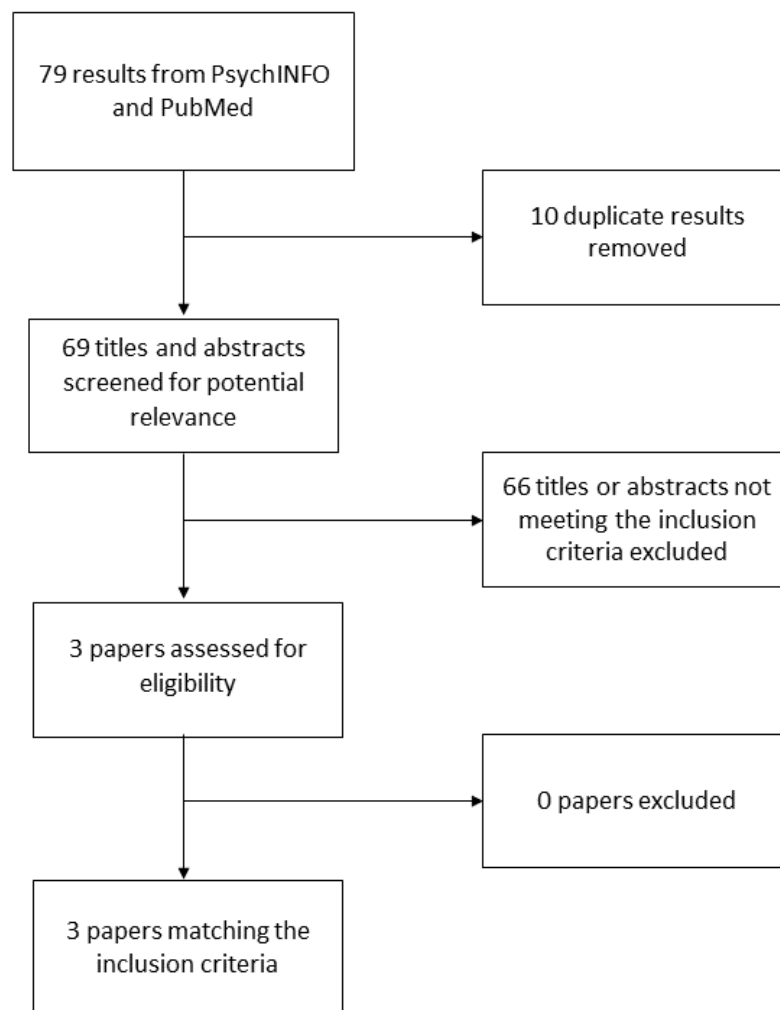 79 results from PsychINFO
and PubMed
10 duplicate results
removed
69 titles and abstracts
screened for potential
relevance
66 titles or abstracts not
meeting the inclusion
criteria excluded
3 papers assessed for
eligibility
0 papers excluded
3 papers matching the
inclusion criteria